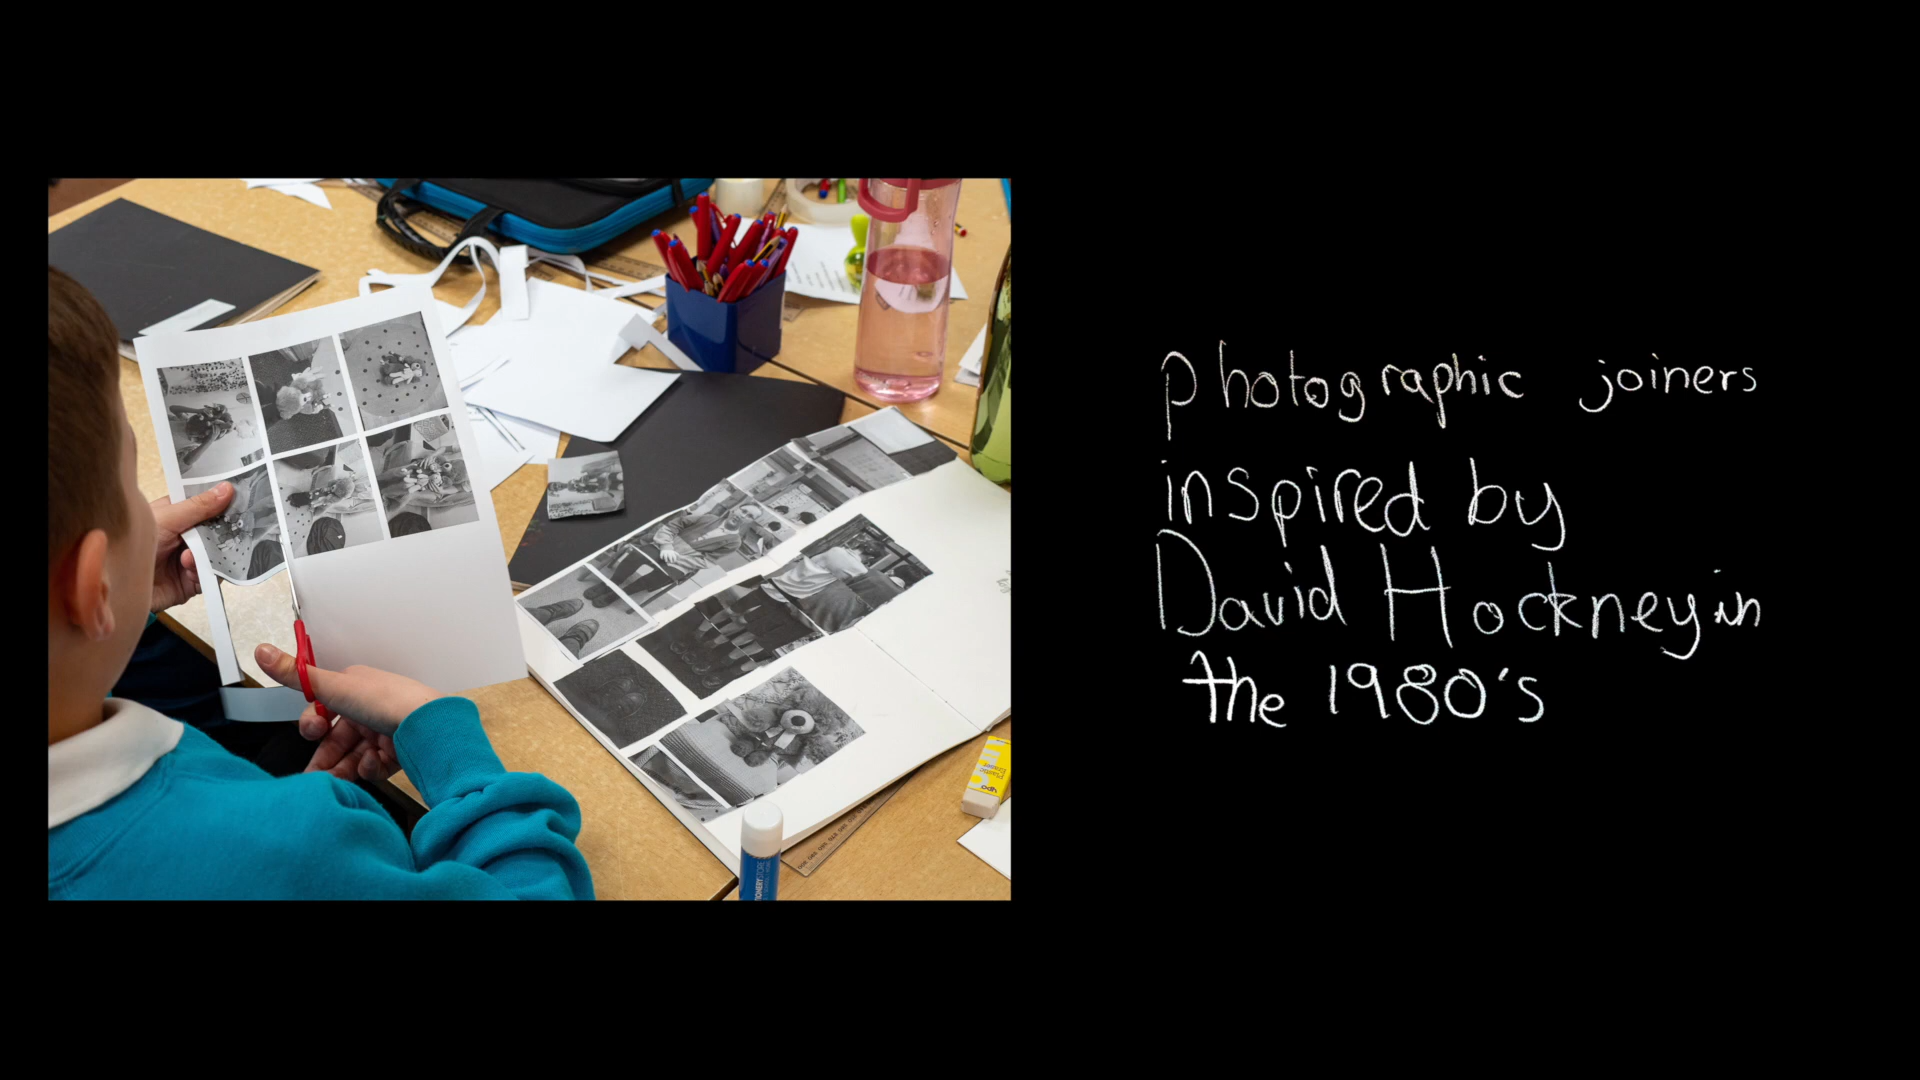 photographic joiners
inspired by
David Hockney in
the 1980's